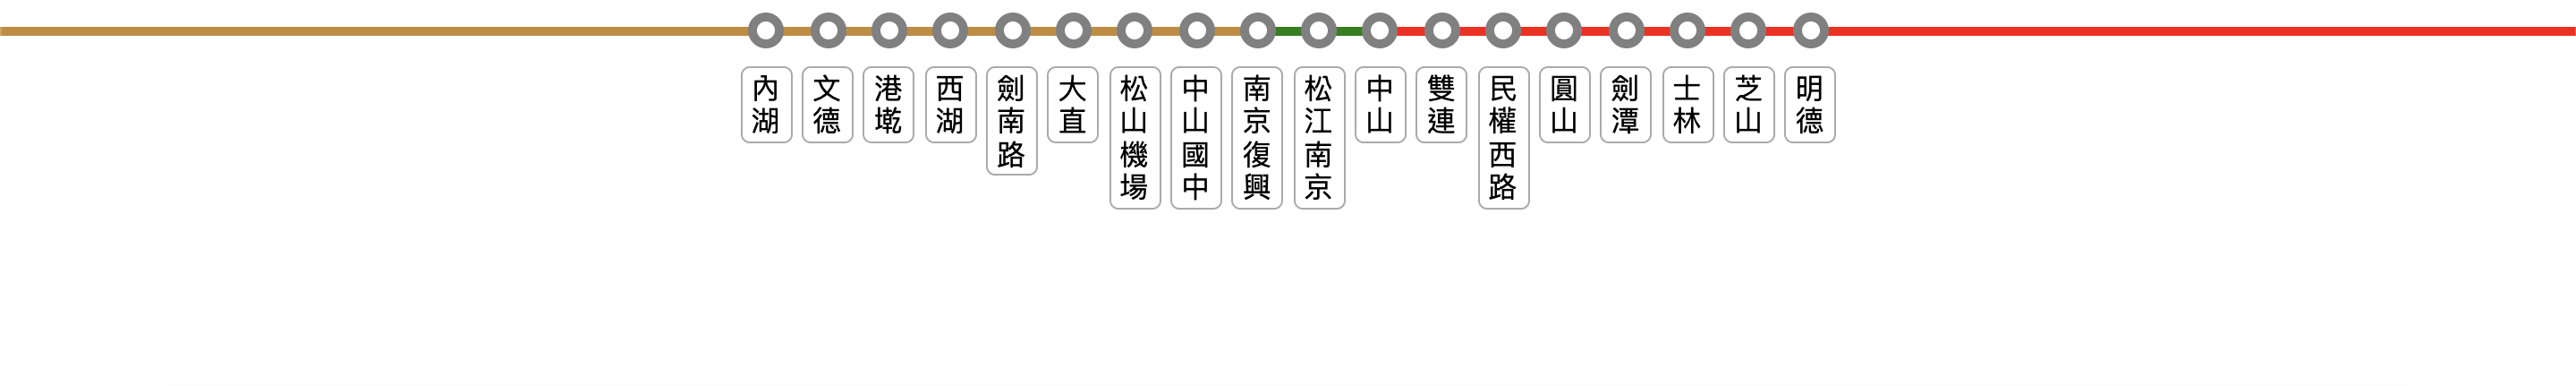 內湖
文德
港墘
西湖
劍南路
大直
松山機場
中山國中
南京復興
松江南京
中山
雙連
民權西路
圓山
劍潭
士林
芝山
明德